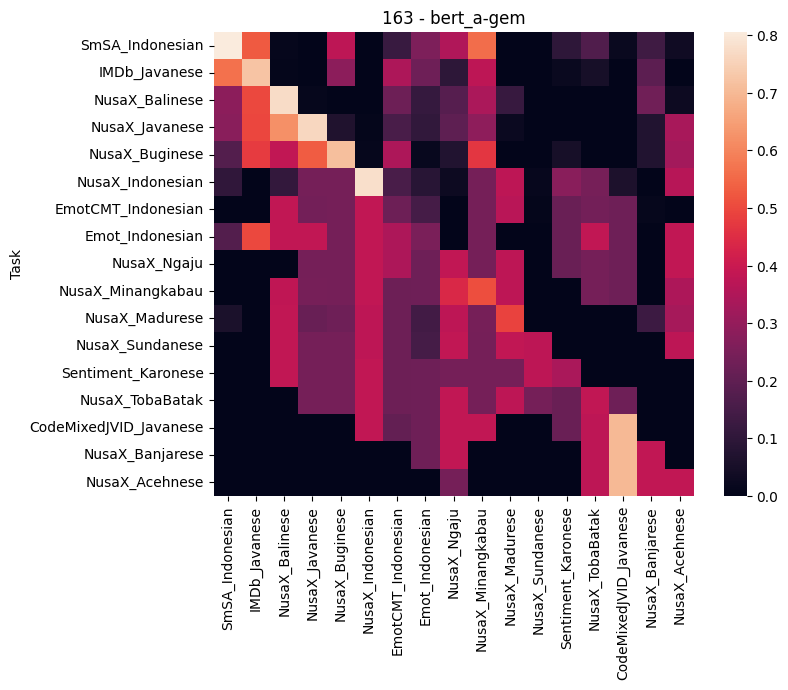 163 - bert_a-gem
Task
SmSA_Indonesian
IMDb_Javanese
NusaX_Balinese
NusaX_Javanese
NusaX_Buginese
NusaX_Indonesian
EmotCMT_Indonesian
Emot_Indonesian
NusaX_Ngaju
NusaX_Minangkabau
NusaX_Madurese
NusaX_Sundanese
Sentiment_Karonese
NusaX_TobaBatak
CodeMixedJVID_Javanese
NusaX_Banjarese
NusaX_Acehnese
0.8
0.7
0.6
0.5
0.4
0.3
0.2
0.1
0.0
SmSA_Indonesian
IMDb_Javanese
NusaX_Balinese
NusaX_Javanese
NusaX_Buginese
NusaX_Indonesian
EmotCMT_Indonesian
Emot_Indonesian
NusaX_Ngaju
NusaX_Minangkabau
NusaX_Madurese
NusaX_Sundanese
Sentiment_Karonese
NusaX_TobaBatak
CodeMixedJVID_Javanese
NusaX_Banjarese
NusaX_Acehnese